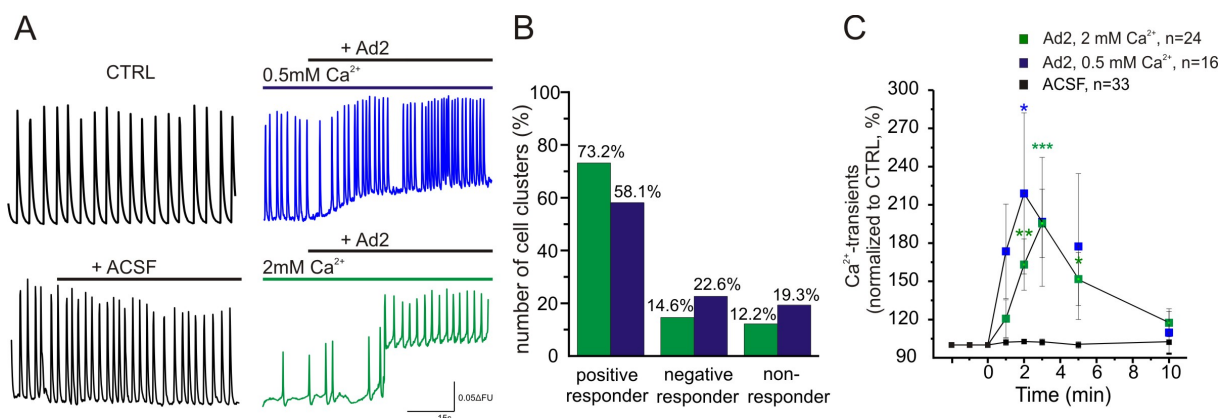 A
CTRL
+ Ad2
0.5mM Ca²⁺
+ ACSF
+ Ad2
2mM Ca²⁺
0.05ΔFU
15s
B
number of cell clusters (%)
100
80
60
40
20
0
73.2%
58.1%
14.6%
22.6%
12.2%
19.3%
positive
responder
negative
responder
non-
responder
C
Ad2, 2 mM Ca²⁺, n=24
Ad2, 0.5 mM Ca²⁺, n=16
ACSF, n=33
Ca²⁺-transients
(normalized to CTRL, %)
300
270
240
210
180
150
120
90
*
***
**
*
0 2 4 6 8 10
Time (min)